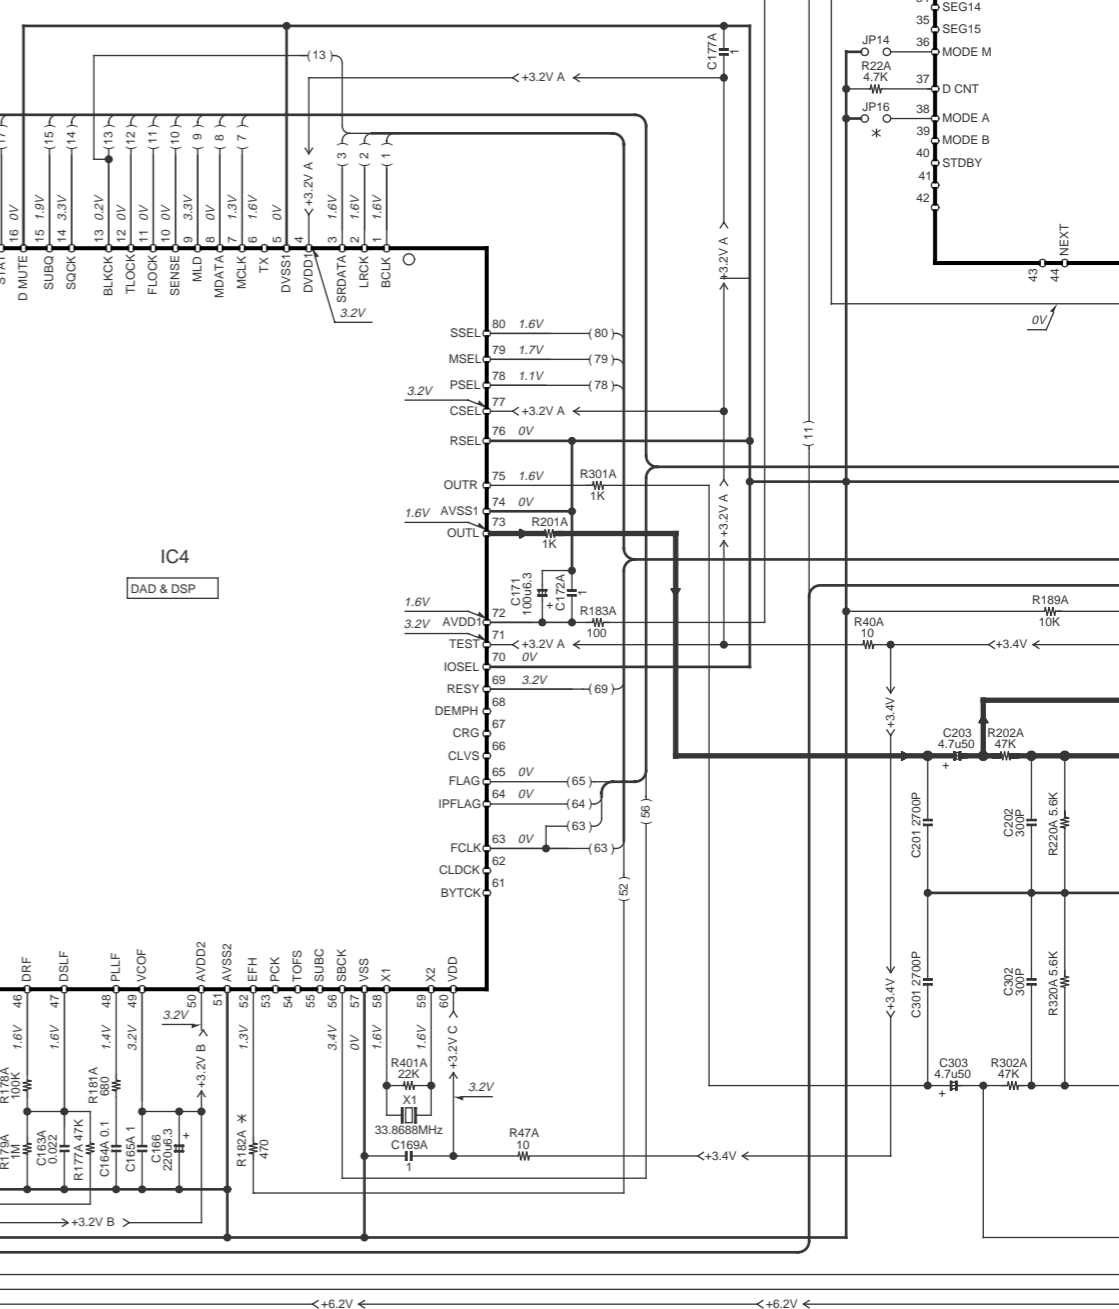 SEG14
35 SEG15
36 MODE M
JP14
R22A
4.7K
37 D CNT
JP16
*
38 MODE A
39 MODE B
40 STDBY
41
42
43
44
NEXT
0V
C177A
1
(13)
+3.2V A
17
(15)
(14)
(13)
(12)
(11)
(10)
(9)
(8)
(7)
+3.2V A
(3)
(2)
(1)
0V
1.9V
3.3V
0.2V
0V
0V
0V
3.3V
0V
1.3V
1.6V
0V
1.6V
1.6V
1.6V
16
15
14
13
12
11
10
9
8
7
6
5
4
3
2
1
STAT
D MUTE
SUBQ
SQCK
BLKCK
TLOCK
FLOCK
SENSE
MLD
MDATA
MCLK
TX
DVSS1
DVDD1
SRDATA
LRCK
BCLK
3.2V
+3.2V A
SSEL 80 1.6V (80)
MSEL 79 1.7V (79)
PSEL 78 1.1V (78)
3.2V
CSEL 77 +3.2V A
RSEL 76 0V
(11)
OUTR 75 1.6V
R301A
1K
AVSS1 74 0V
1.6V
OUTL 73
R201A
1K
+3.2V A
IC4
DAD & DSP
C171
100u6.3
+
C172A
1
1.6V
AVDD1 72
R183A
100
3.2V
TEST 71 +3.2V A
IOSEL 70 0V
RESY 69 3.2V (69)
DEMPH 68
CRG 67
CLVS 66
FLAG 65 0V (65)
IPFLAG 64 0V (64)
(63)
FCLK 63 0V (63)
CLDCK 62
BYTCK 61
(56)
(52)
R189A
10K
R40A
10
+3.4V
+3.4V
C203
4.7u50
+
R202A
47K
C201 2700P
C202
300P
R220A 5.6K
C301 2700P
C302
300P
R320A 5.6K
+3.4V
C303
4.7u50
+
R302A
47K
DRF
DSLF
PLLF
VCOF
AVDD2
AVSS2
EFH
PCK
TOFS
SUBC
SBCK
VSS
X1
X2
VDD
46
47
48
49
50
51
52
53
54
55
56
57
58
59
60
1.6V
1.6V
1.4V
3.2V
3.2V
1.3V
3.4V
0V
1.6V
1.6V
+3.2V B
+3.2V C
3.2V
R178A
100K
R181A
680
R401A
22K
X1
33.8688MHz
R179A
1M
C163A
0.022
R177A 47K
C164A 0.1
C165A 1
C166
220u6.3
+
R182A *
470
C169A
1
R47A
10
+3.4V
+3.2V B
+6.2V
+6.2V